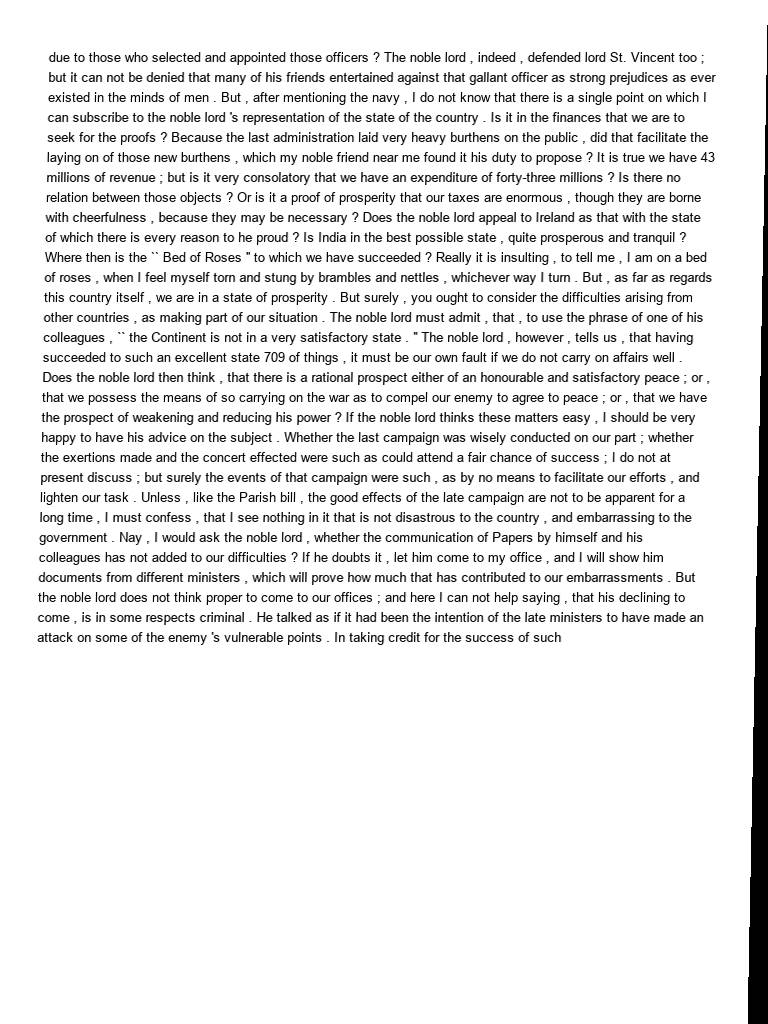 due to those who selected and appointed those officers ? The noble lord , indeed , defended lord St. Vincent too ;
but it can not be denied that many of his friends entertained against that gallant officer as strong prejudices as ever
existed in the minds of men . But , after mentioning the navy , I do not know that there is a single point on which I
can subscribe to the noble lord 's representation of the state of the country . Is it in the finances that we are to
seek for the proofs ? Because the last administration laid very heavy burthens on the public , did that facilitate the
laying on of those new burthens , which my noble friend near me found it his duty to propose ? It is true we have 43
millions of revenue ; but is it very consolatory that we have an expenditure of forty-three millions ? Is there no
relation between those objects ? Or is it a proof of prosperity that our taxes are enormous , though they are borne
with cheerfulness , because they may be necessary ? Does the noble lord appeal to Ireland as that with the state
of which there is every reason to he proud ? Is India in the best possible state , quite prosperous and tranquil ?
Where then is the `` Bed of Roses '' to which we have succeeded ? Really it is insulting , to tell me , I am on a bed
of roses , when I feel myself torn and stung by brambles and nettles , whichever way I turn . But , as far as regards
this country itself , we are in a state of prosperity . But surely , you ought to consider the difficulties arising from
other countries , as making part of our situation . The noble lord must admit , that , to use the phrase of one of his
colleagues , `` the Continent is not in a very satisfactory state . '' The noble lord , however , tells us , that having
succeeded to such an excellent state 709 of things , it must be our own fault if we do not carry on affairs well .
Does the noble lord then think , that there is a rational prospect either of an honourable and satisfactory peace ; or ,
that we possess the means of so carrying on the war as to compel our enemy to agree to peace ; or , that we have
the prospect of weakening and reducing his power ? If the noble lord thinks these matters easy , I should be very
happy to have his advice on the subject . Whether the last campaign was wisely conducted on our part ; whether
the exertions made and the concert effected were such as could attend a fair chance of success ; I do not at
present discuss ; but surely the events of that campaign were such , as by no means to facilitate our efforts , and
lighten our task . Unless , like the Parish bill , the good effects of the late campaign are not to be apparent for a
long time , I must confess , that I see nothing in it that is not disastrous to the country , and embarrassing to the
government . Nay , I would ask the noble lord , whether the communication of Papers by himself and his
colleagues has not added to our difficulties ? If he doubts it , let him come to my office , and I will show him
documents from different ministers , which will prove how much that has contributed to our embarrassments . But
the noble lord does not think proper to come to our offices ; and here I can not help saying , that his declining to
come , is in some respects criminal . He talked as if it had been the intention of the late ministers to have made an
attack on some of the enemy 's vulnerable points . In taking credit for the success of such